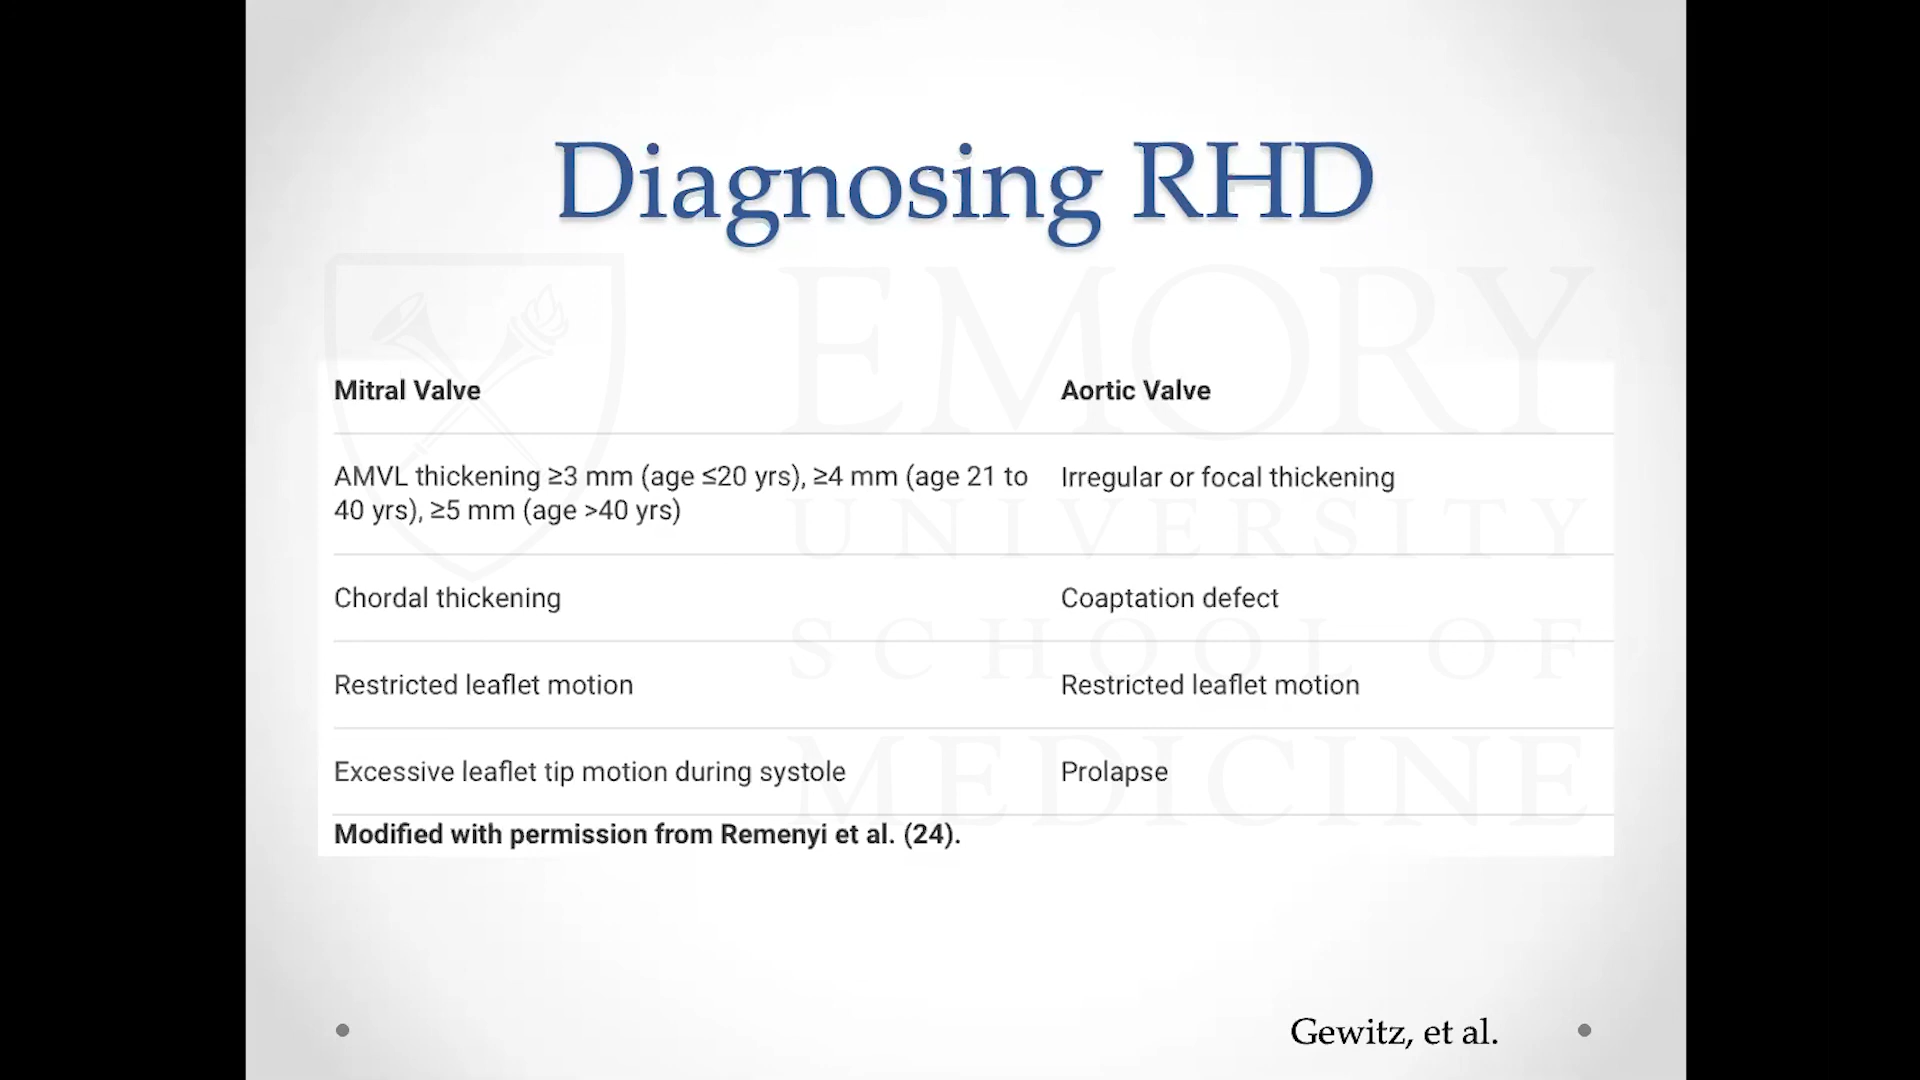 Diagnosing RHD
EMORY
UNIVERSITY
SCHOOL OF
MEDICINE
Mitral Valve
Aortic Valve
AMVL thickening ≥3 mm (age ≤20 yrs), ≥4 mm (age 21 to
40 yrs), ≥5 mm (age >40 yrs)
Irregular or focal thickening
Chordal thickening
Coaptation defect
Restricted leaflet motion
Restricted leaflet motion
Excessive leaflet tip motion during systole
Prolapse
Modified with permission from Remenyi et al. (24).
Gewitz, et al.